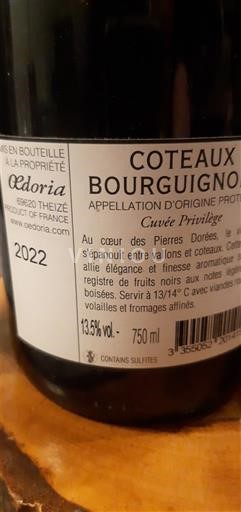 MIS EN BOUTEILLE
À LA PROPRIÉTÉ
Œdoria
69620 THEIZÉ
PRODUCT OF FRANCE
www.oedoria.com
2022
COTEAUX
BOURGUIGNO
APPELLATION D'ORIGINE PROT
Cuvée Privilège
Au cœur des Pierres Dorées, le
s'épanouit entre vallons et coteaux.
allie élégance et finesse aromatique
registre de fruits noirs aux notes
boisées. Servir à 13/14° C avec viandes
volailles et fromages affinés.
13.5% vol. - 750 ml
CONTAINS SULFITES